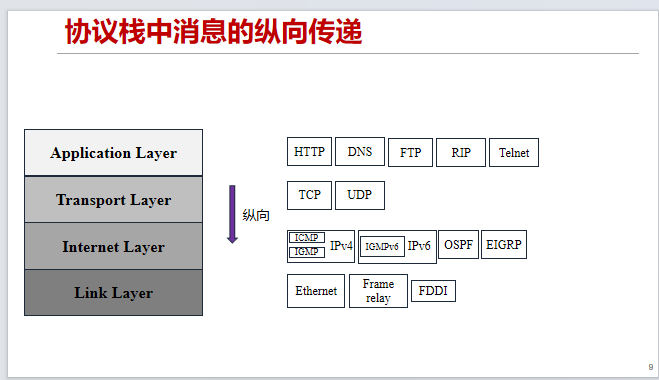 协议栈中消息的纵向传递
Application Layer
HTTP
DNS
FTP
RIP
Telnet
Transport Layer
TCP
UDP
纵向
Internet Layer
ICMP
IGMP
IPv4
IGMPv6
IPv6
OSPF
EIGRP
Link Layer
Ethernet
Frame
relay
FDDI
9